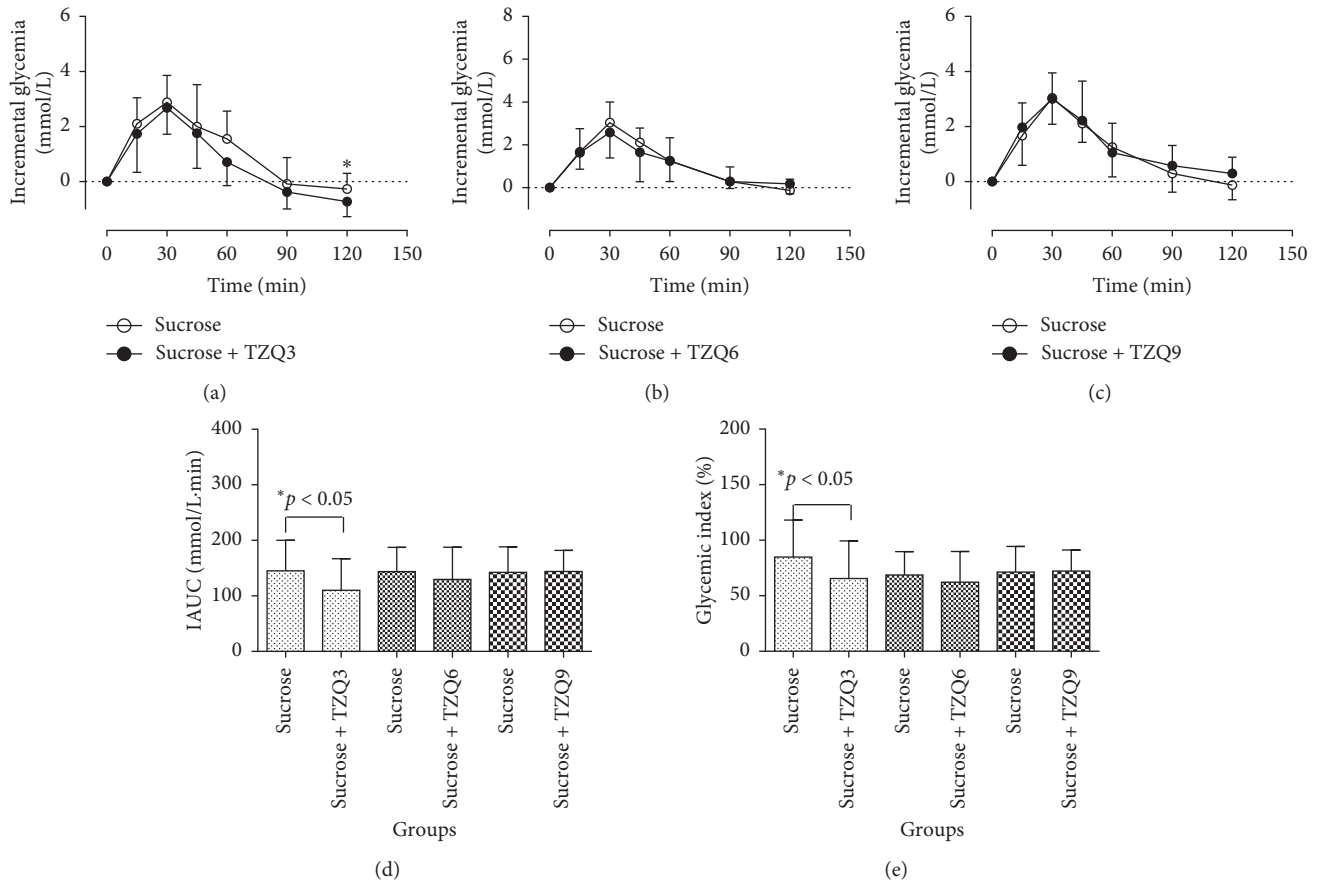 6
4
2
0
Incremental glycemia
(mmol/L)
*
0
30
60
90
120
150
Time (min)
Sucrose
Sucrose + TZQ3
(a)
8
6
4
2
0
Incremental glycemia
(mmol/L)
0
30
60
90
120
150
Time (min)
Sucrose
Sucrose + TZQ6
(b)
6
4
2
0
Incremental glycemia
(mmol/L)
0
30
60
90
120
150
Time (min)
Sucrose
Sucrose + TZQ9
(c)
400
300
200
100
0
IAUC (mmol/L·min)
*p < 0.05
Sucrose
Sucrose + TZQ3
Sucrose
Sucrose + TZQ6
Sucrose
Sucrose + TZQ9
Groups
(d)
200
150
100
50
0
Glycemic index (%)
*p < 0.05
Sucrose
Sucrose + TZQ3
Sucrose
Sucrose + TZQ6
Sucrose
Sucrose + TZQ9
Groups
(e)